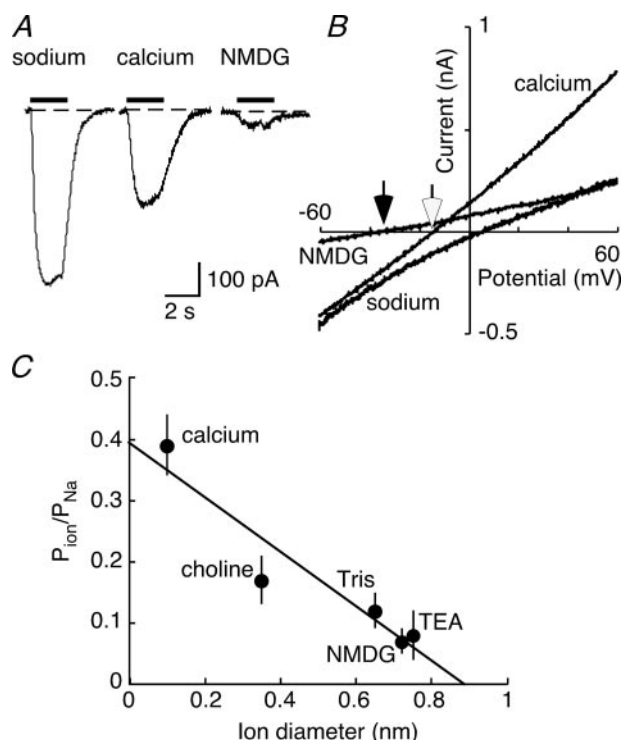 A
sodium calcium NMDG
100 pA
2 s
B
1
Current (nA)
calcium
-60
NMDG
60
Potential (mV)
sodium
-0.5
C
0.5
0.4
0.3
0.2
0.1
0
P_ion/P_Na
calcium
choline
Tris
TEA
NMDG
0 0.2 0.4 0.6 0.8 1
Ion diameter (nm)